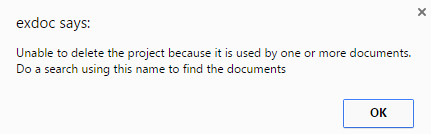 exdoc says:
Unable to delete the project because it is used by one or more documents.
Do a search using this name to find the documents
OK